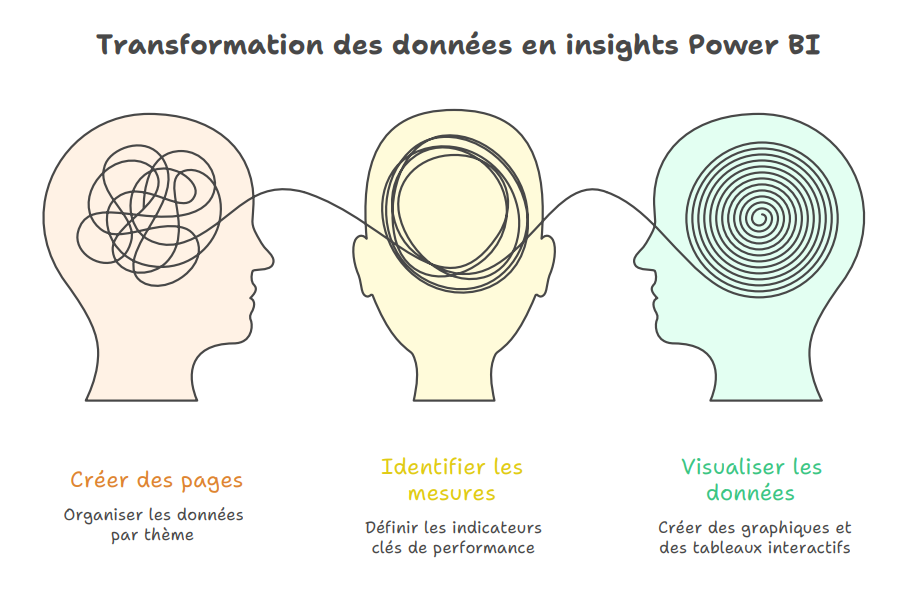 Transformation des données en insights Power BI
Créer des pages
Organiser les données
par thème
Identifier les
mesures
Définir les indicateurs
clés de performance
Visualiser les
données
Créer des graphiques et
des tableaux interactifs